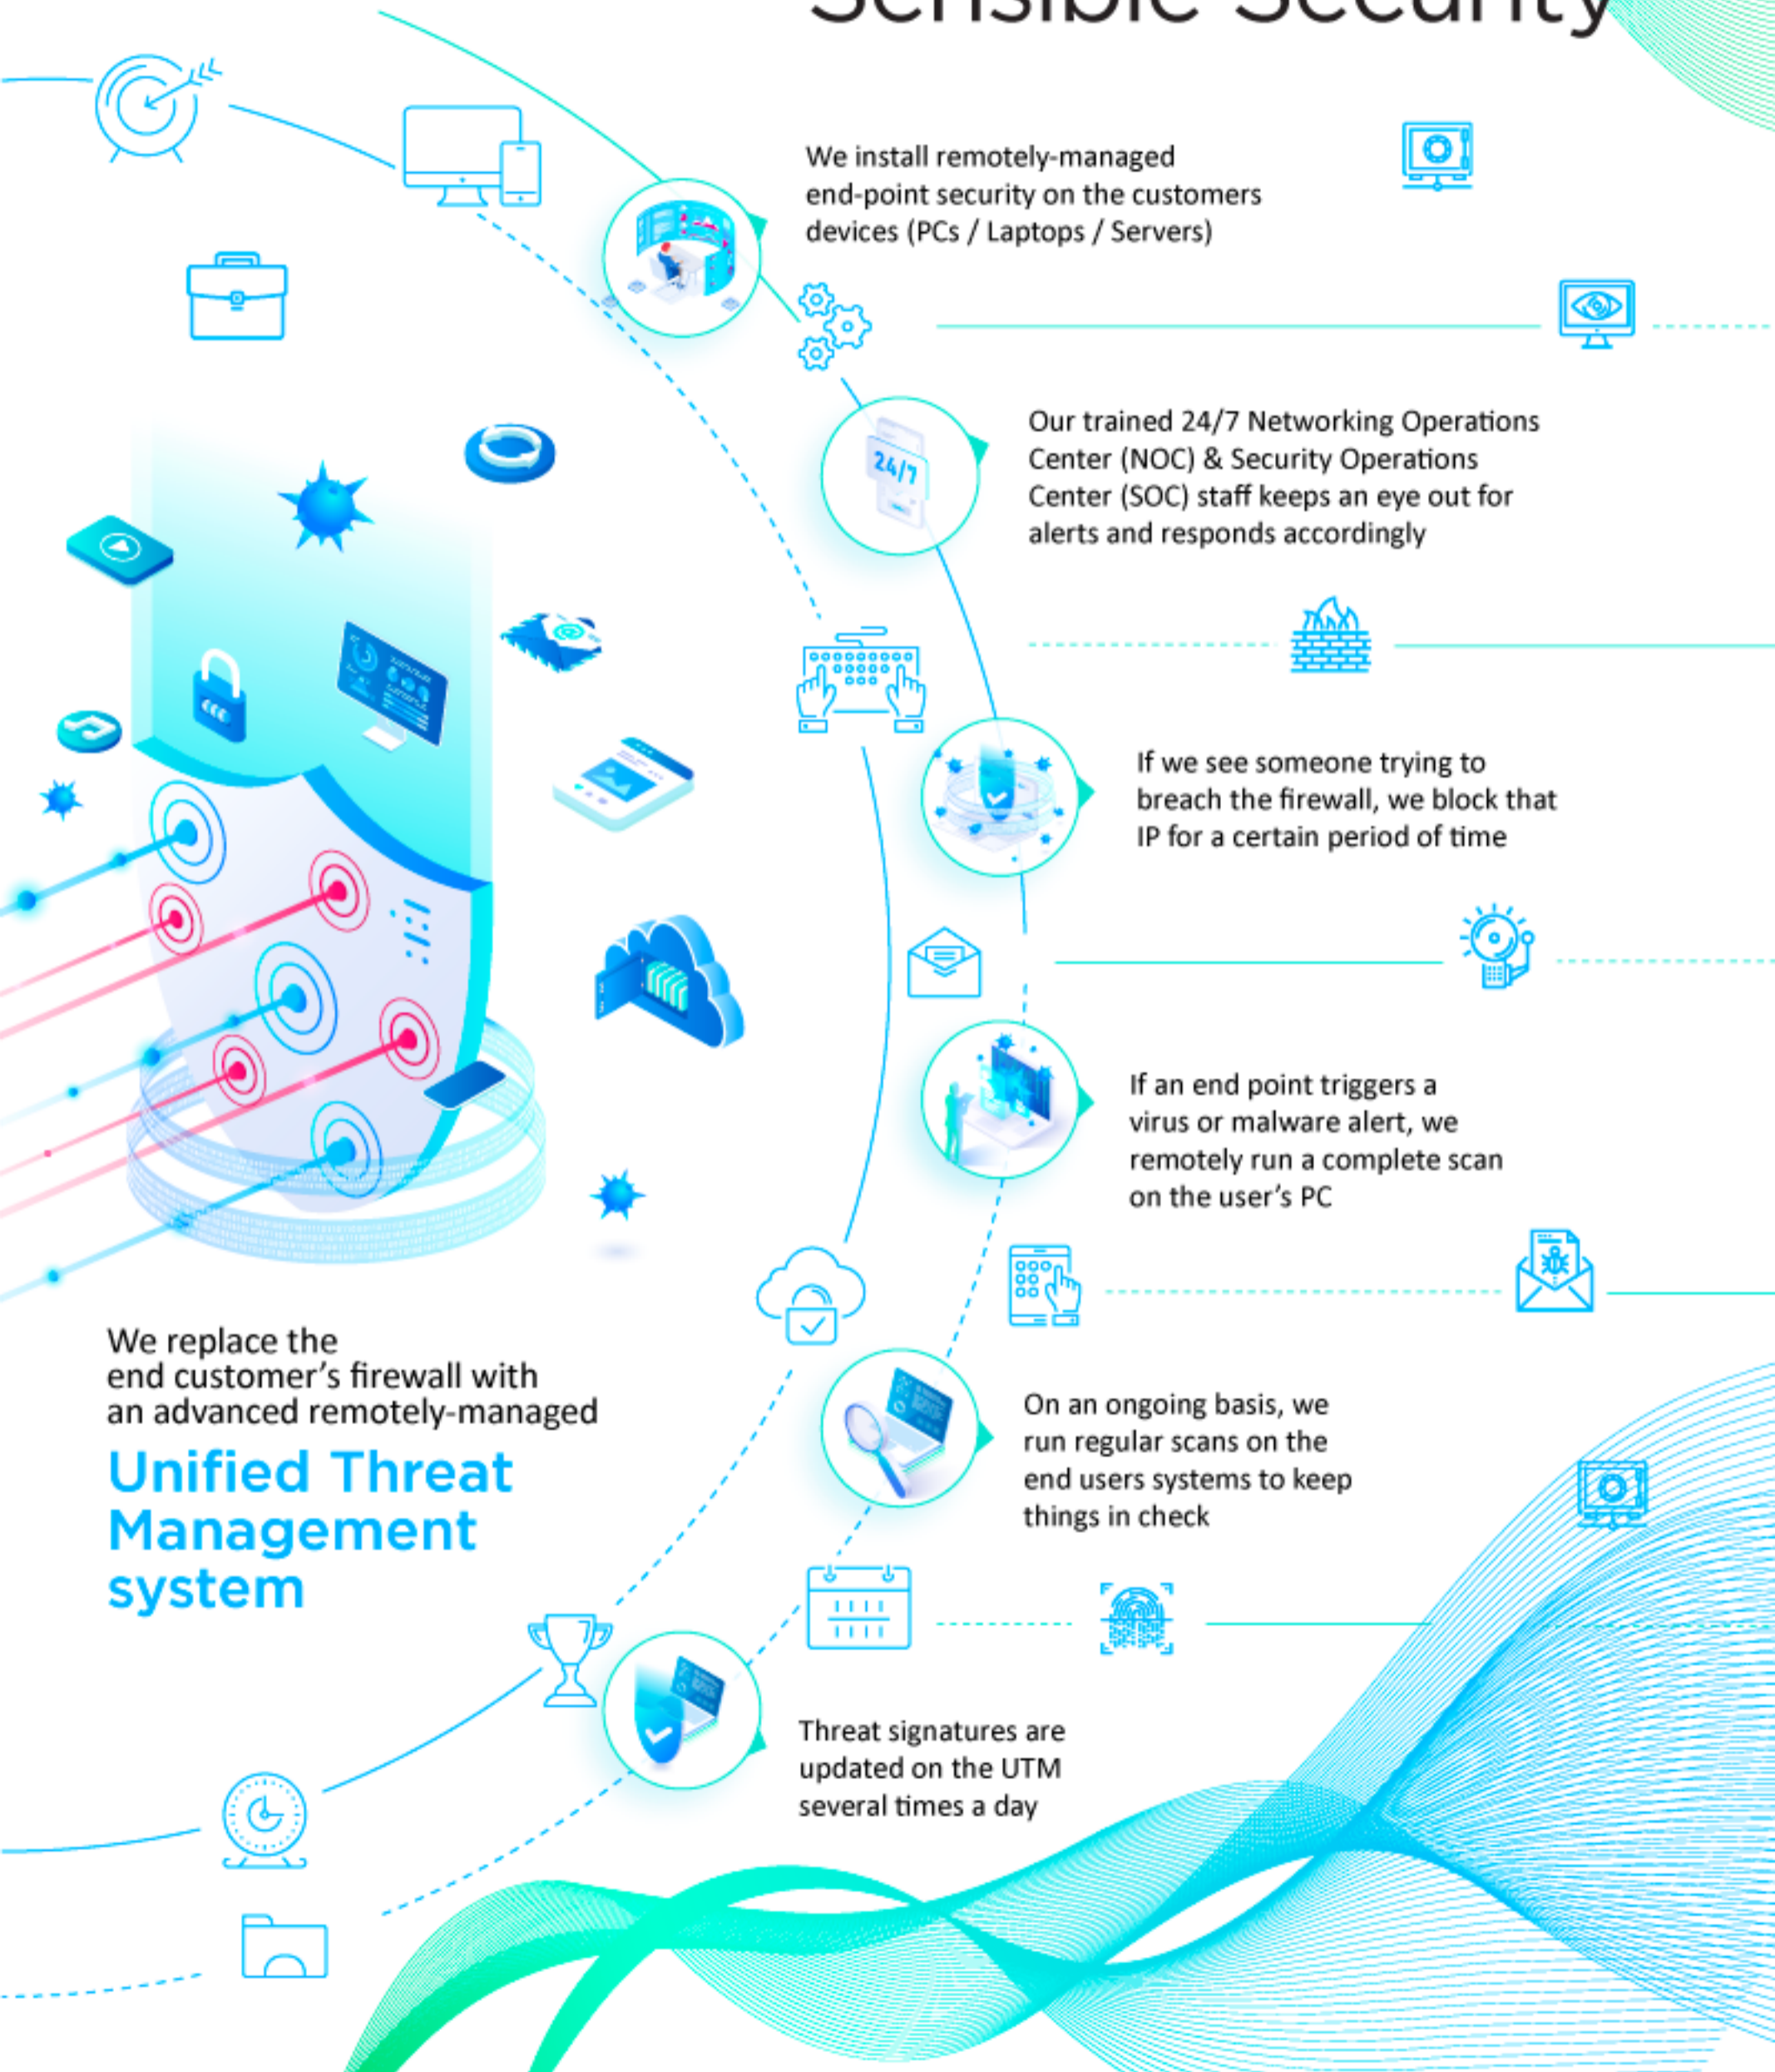 Sensible Security
We install remotely-managed
end-point security on the customers
devices (PCs / Laptops / Servers)
24/7
Our trained 24/7 Networking Operations
Center (NOC) & Security Operations
Center (SOC) staff keeps an eye out for
alerts and responds accordingly
If we see someone trying to
breach the firewall, we block that
IP for a certain period of time
If an end point triggers a
virus or malware alert, we
remotely run a complete scan
on the user's PC
We replace the
end customer's firewall with
an advanced remotely-managed
Unified Threat
Management
system
On an ongoing basis, we
run regular scans on the
end users systems to keep
things in check
Threat signatures are
updated on the UTM
several times a day